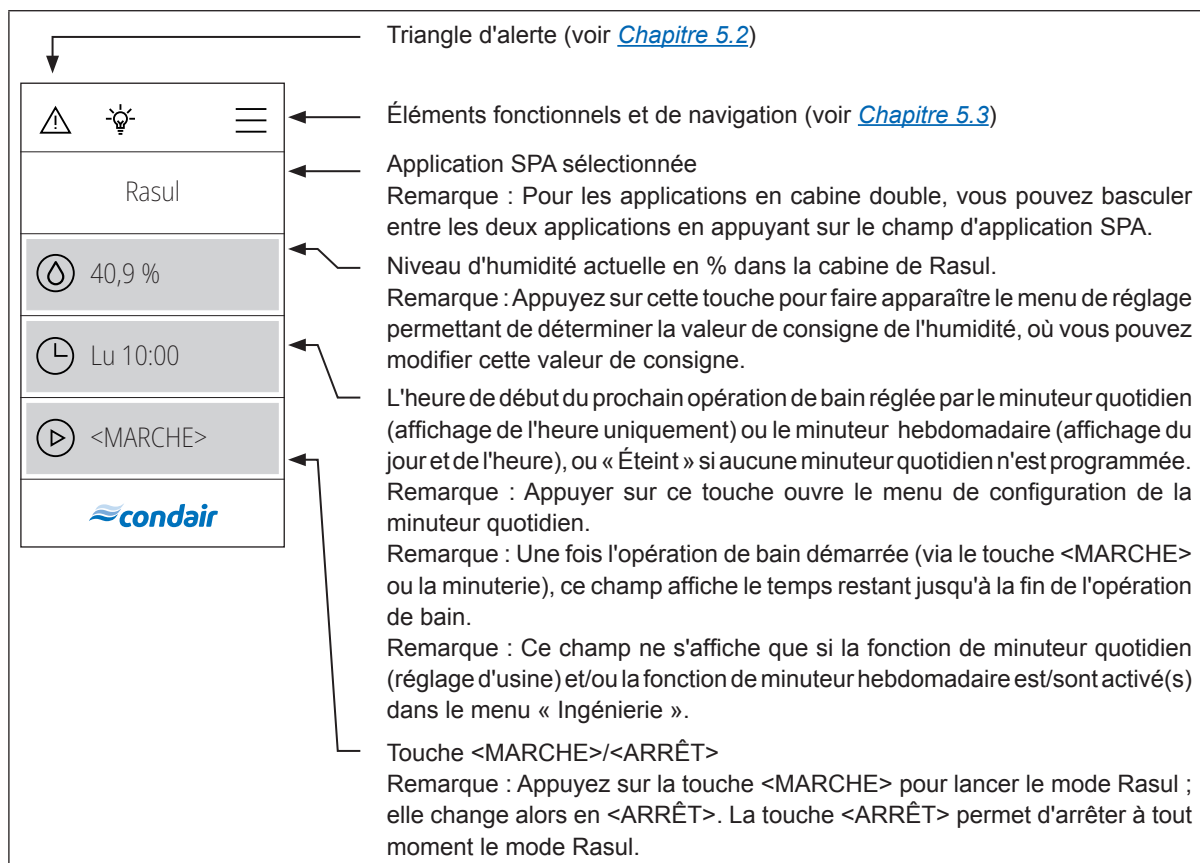 Triangle d'alerte (voir Chapitre 5.2)
Éléments fonctionnels et de navigation (voir Chapitre 5.3)
Rasul
40,9 %
Lu 10:00
<MARCHE>
condair
Application SPA sélectionnée
Remarque : Pour les applications en cabine double, vous pouvez basculer
entre les deux applications en appuyant sur le champ d'application SPA.
Niveau d'humidité actuelle en % dans la cabine de Rasul.
Remarque : Appuyez sur cette touche pour faire apparaître le menu de réglage
permettant de déterminer la valeur de consigne de l'humidité, où vous pouvez
modifier cette valeur de consigne.
L'heure de début du prochain opération de bain réglée par le minuteur quotidien
(affichage de l'heure uniquement) ou le minuteur hebdomadaire (affichage du
jour et de l'heure), ou « Éteint » si aucune minuteur quotidien n'est programmée.
Remarque : Appuyer sur ce touche ouvre le menu de configuration de la
minuteur quotidien.
Remarque : Une fois l'opération de bain démarrée (via le touche <MARCHE>
ou la minuterie), ce champ affiche le temps restant jusqu'à la fin de l'opération
de bain.
Remarque : Ce champ ne s'affiche que si la fonction de minuteur quotidien
(réglage d'usine) et/ou la fonction de minuteur hebdomadaire est/sont activé(s)
dans le menu « Ingénierie ».
Touche <MARCHE>/<ARRÊT>
Remarque : Appuyez sur la touche <MARCHE> pour lancer le mode Rasul ;
elle change alors en <ARRÊT>. La touche <ARRÊT> permet d'arrêter à tout
moment le mode Rasul.